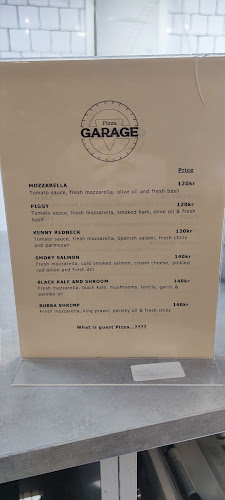 Pizza
GARAGE
Price
MOZZARELLA 120kr
Tomato sauce, fresh mozzarella, olive oil and fresh basil
PIGGY 120kr
Tomato sauce, fresh mozzarella, smoked ham, olive oil & fresh
basil
KENNY REDNECK 120kr
Tomato sauce, fresh mozzarella, Spanish salami, fresh chilis
and parmesan
SMOKY SALMON 140kr
Fresh mozzarella, cold smoked salmon, cream cheese, pickled
red onion and fresh dill
BLACK KALE AND SHROOM 140kr
Fresh mozzarella, black kale, mushrooms, lentils, garlic &
parsley oil
BUBBA SHRIMP 140kr
Fresh mozzarella, king prawn, parsley oil & fresh chilis
What is guest Pizza..????